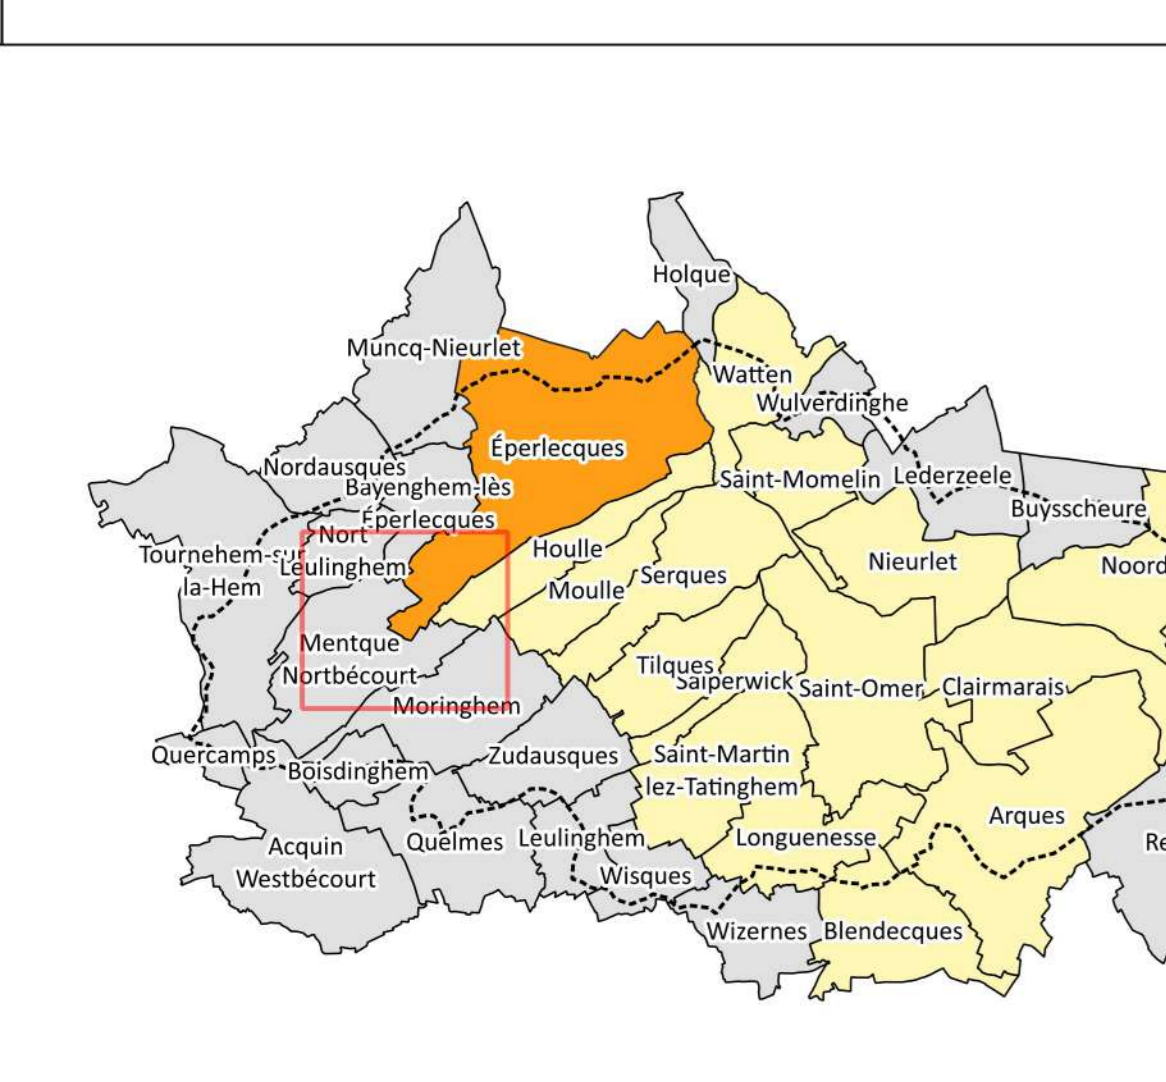 Holque
Muncq-Nieurlet
Watten
Wulverdinghe
Éperlecques
Nordausques
Bayenghem-lès
Éperlecques
Saint-Momelin
Lederzeele
Buysscheure
Nort
Leulinghem
Tournehem-sur
la-Hem
Houlle
Moulle
Serques
Nieurlet
Noord
Mentque
Nortbécourt
Moringhem
Tilques
Salperwick
Saint-Omer
Clairmarais
Quercamps
Boisdinghem
Zudausques
Saint-Martin
lez-Tatinghem
Arques
Acquin
Westbécourt
Quelmes
Leulinghem
Longuenesse
Re
Wisques
Wizernes
Blendecques